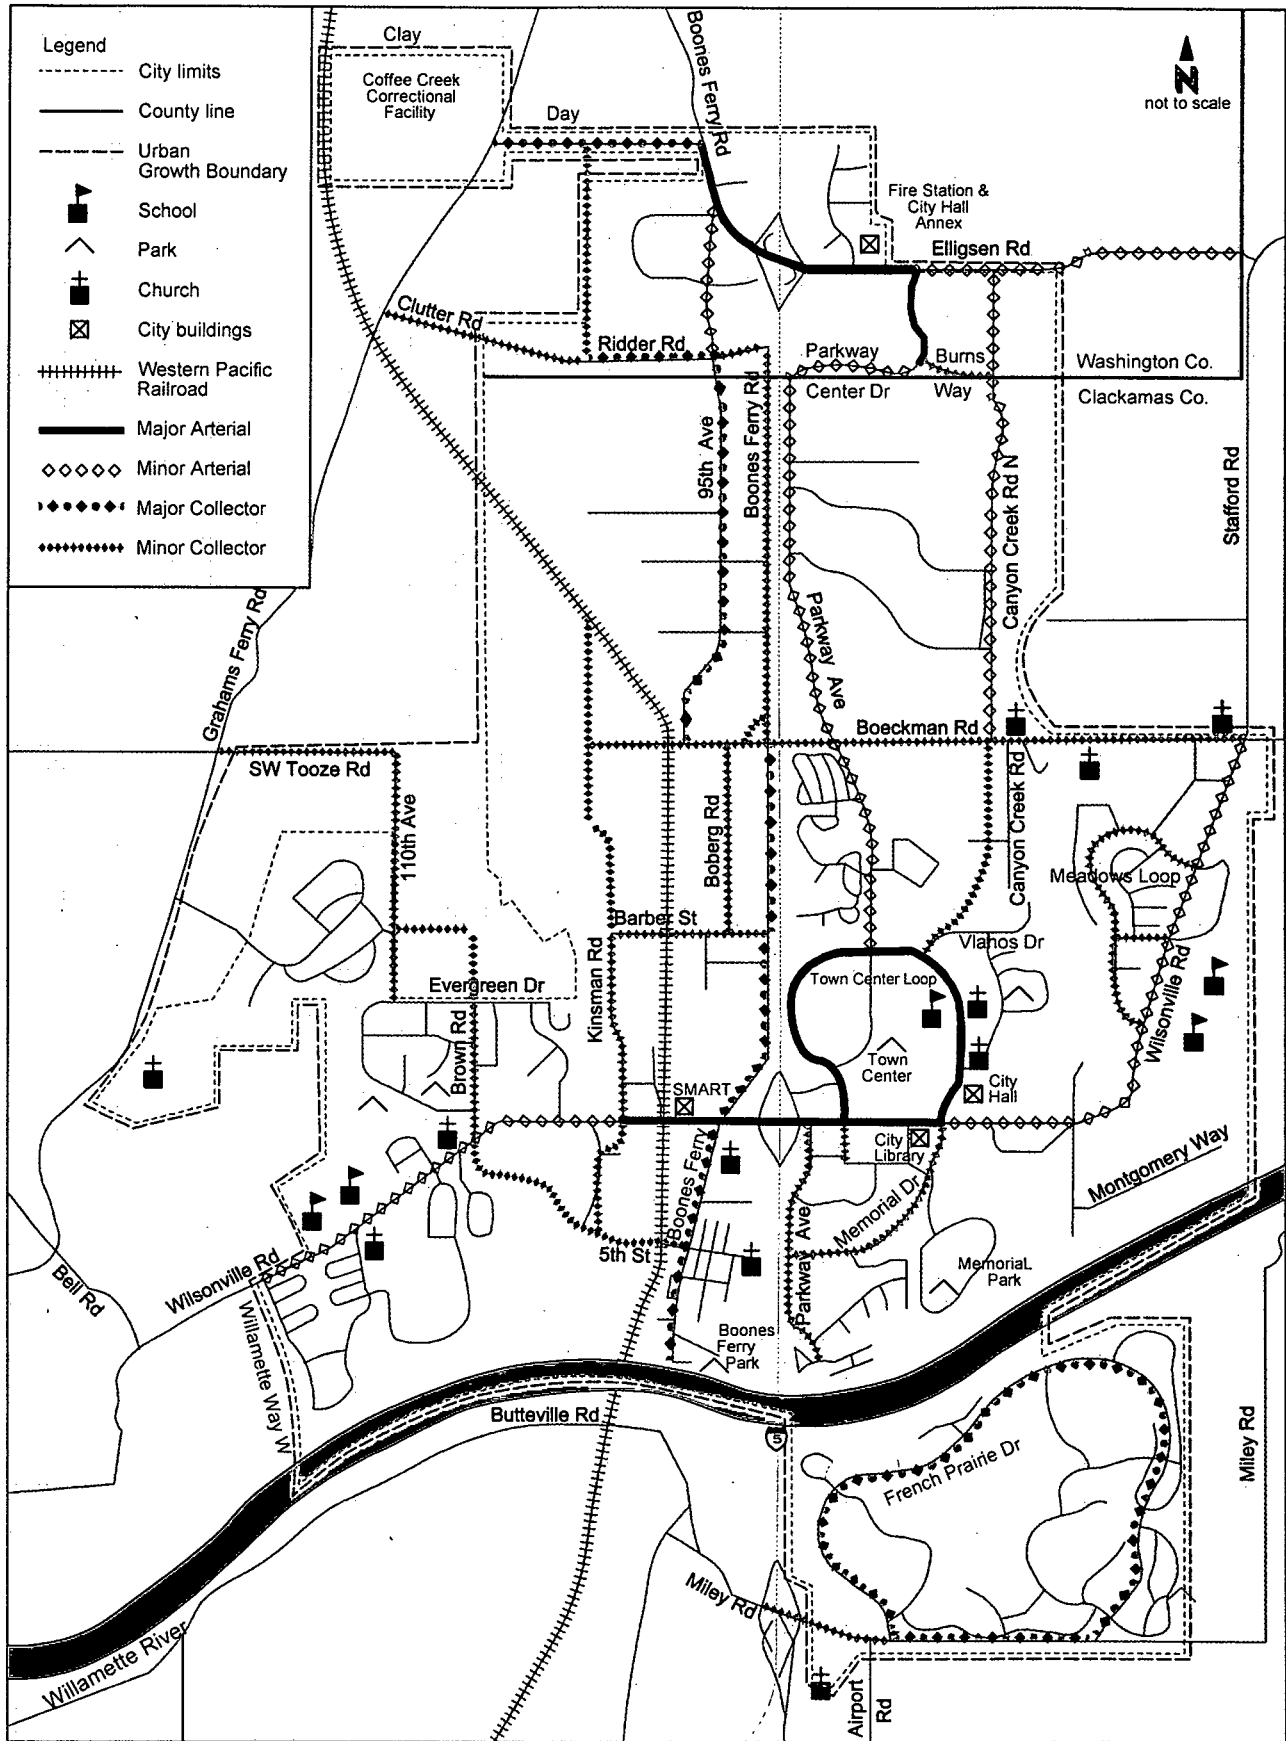 Legend
City limits
County line
Urban
Growth Boundary
School
Park
Church
City buildings
Western Pacific
Railroad
Major Arterial
Minor Arterial
Major Collector
Minor Collector
Clay
Coffee Creek
Correctional
Facility
Day
Boones Ferry Rd
N
not to scale
Fire Station &
City Hall
Annex
Elligsen Rd
Clutter Rd
Ridder Rd
Parkway
Center Dr
Burns
Way
Washington Co.
Clackamas Co.
95th Ave
Boones Ferry Rd
Canyon Creek Rd N
Stafford Rd
Grahams Ferry Rd
Parkway Ave
Boeckman Rd
SW Tooze Rd
110th Ave
Boberg Rd
Canyon Creek Rd
Meadows Loop
Barber St
Vlahos Dr
Kinsman Rd
Town Center Loop
Wilsonville Rd
Evergreen Dr
Brown Rd
Town
Center
SMART
City
Hall
City
Library
Boones Ferry
Montgomery Way
Memorial Dr
Parkway Ave
5th St
Memorial
Park
Bell Rd
Wilsonville Rd
Willamette Way W
Boones
Ferry
Park
Butteville Rd
5
French Prairie Dr
Miley Rd
Miley Rd
Willamette River
Airport
Rd